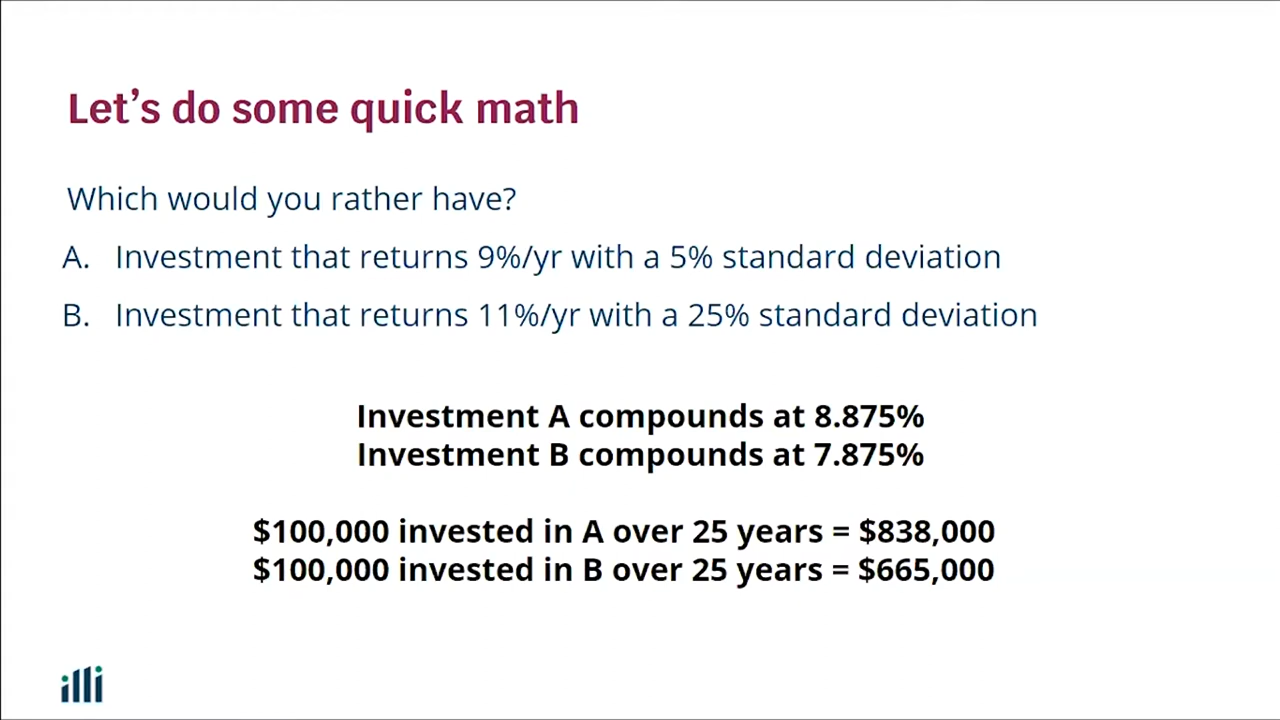 Let’s do some quick math
Which would you rather have?
A. Investment that returns 9%/yr with a 5% standard deviation
B. Investment that returns 11%/yr with a 25% standard deviation
Investment A compounds at 8.875%
Investment B compounds at 7.875%
$100,000 invested in A over 25 years = $838,000
$100,000 invested in B over 25 years = $665,000